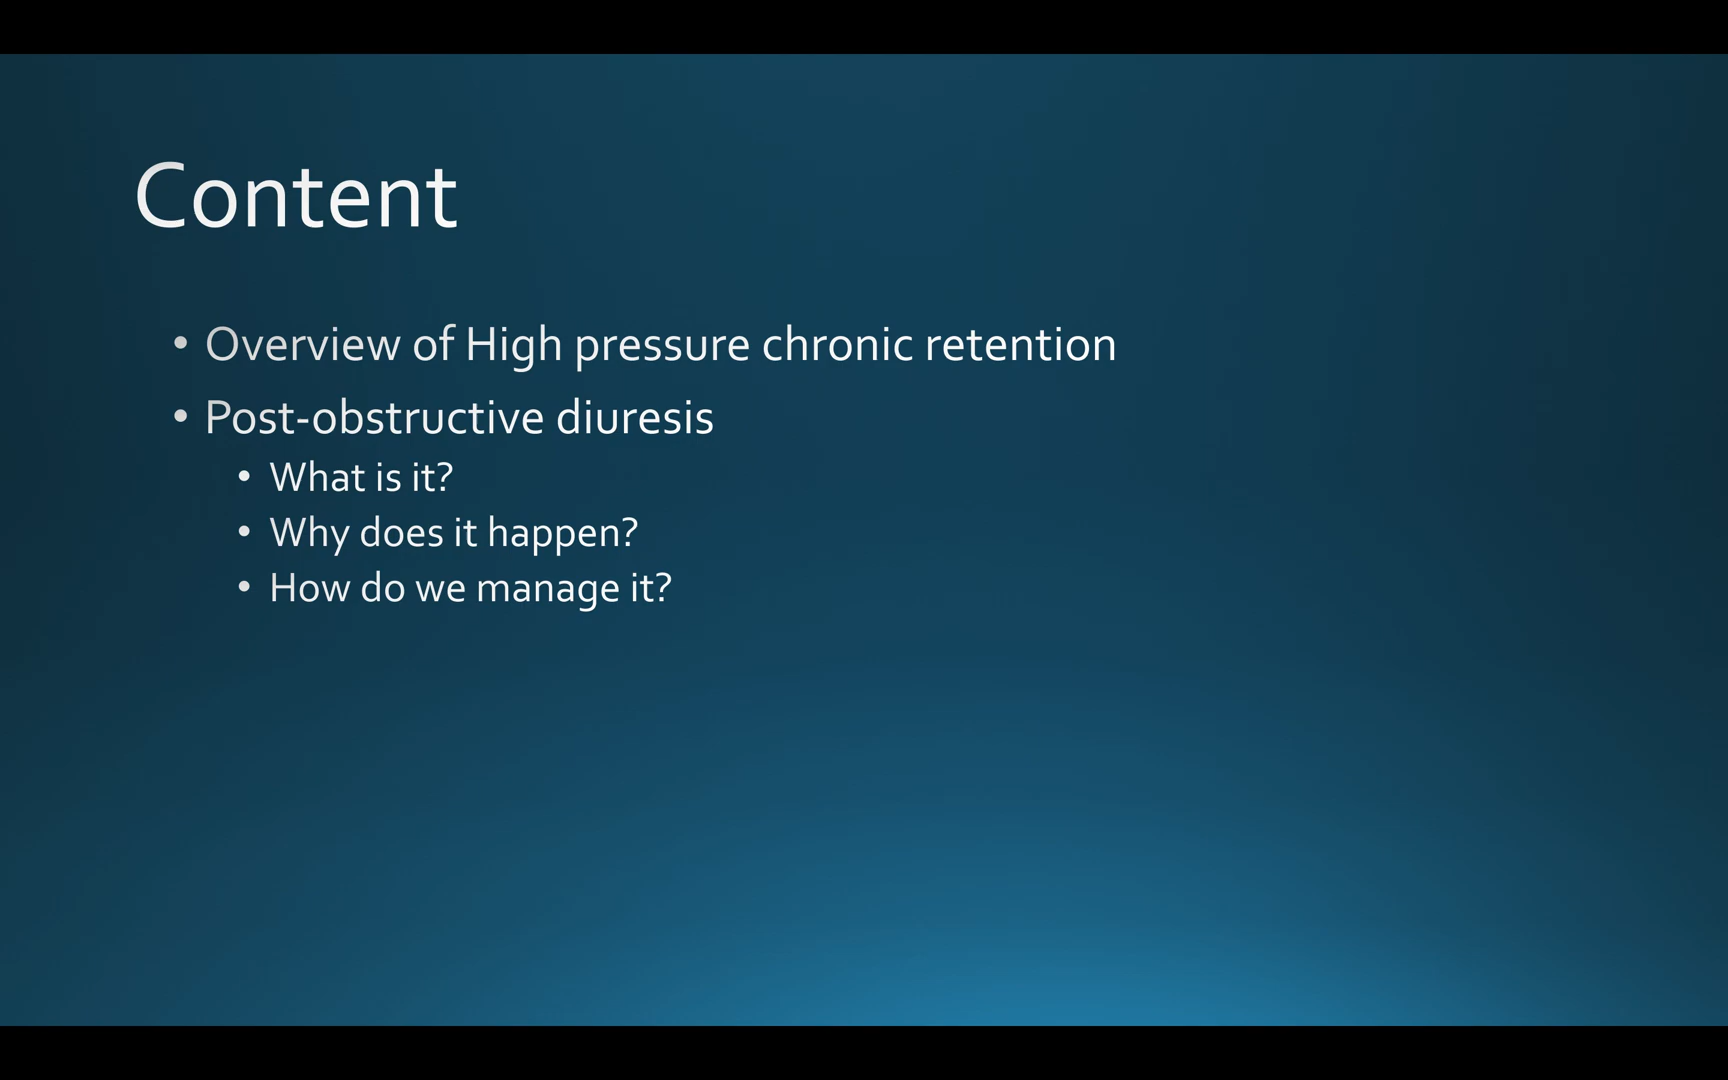 Content
• Overview of High pressure chronic retention
• Post-obstructive diuresis
• What is it?
• Why does it happen?
• How do we manage it?